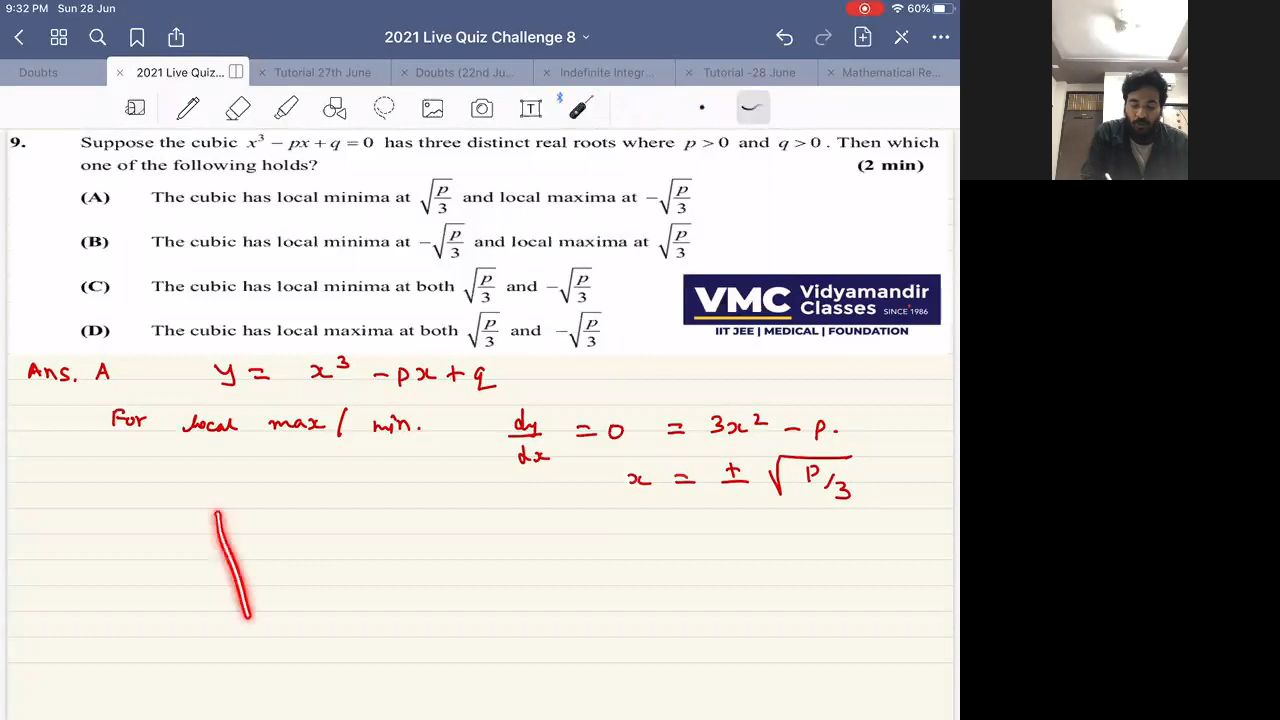 9:32 PM Sun 28 Jun 60%
2021 Live Quiz Challenge 8
Doubts × 2021 Live Quiz... × Tutorial 27th June × Doubts (22nd Ju... × Indefinite Integr... × Tutorial -28 June × Mathematical Re...
9. Suppose the cubic x³ − px + q = 0 has three distinct real roots where p > 0 and q > 0. Then which
one of the following holds? (2 min)
(A) The cubic has local minima at √(p/3) and local maxima at −√(p/3)
(B) The cubic has local minima at −√(p/3) and local maxima at √(p/3)
(C) The cubic has local minima at both √(p/3) and −√(p/3)
(D) The cubic has local maxima at both √(p/3) and −√(p/3)
VMC Vidyamandir
Classes SINCE 1986
IIT JEE | MEDICAL | FOUNDATION
Ans. A y = x³ − px + q
For local max / min. dy/dx = 0 = 3x² − p.
x = ± √(p/3)